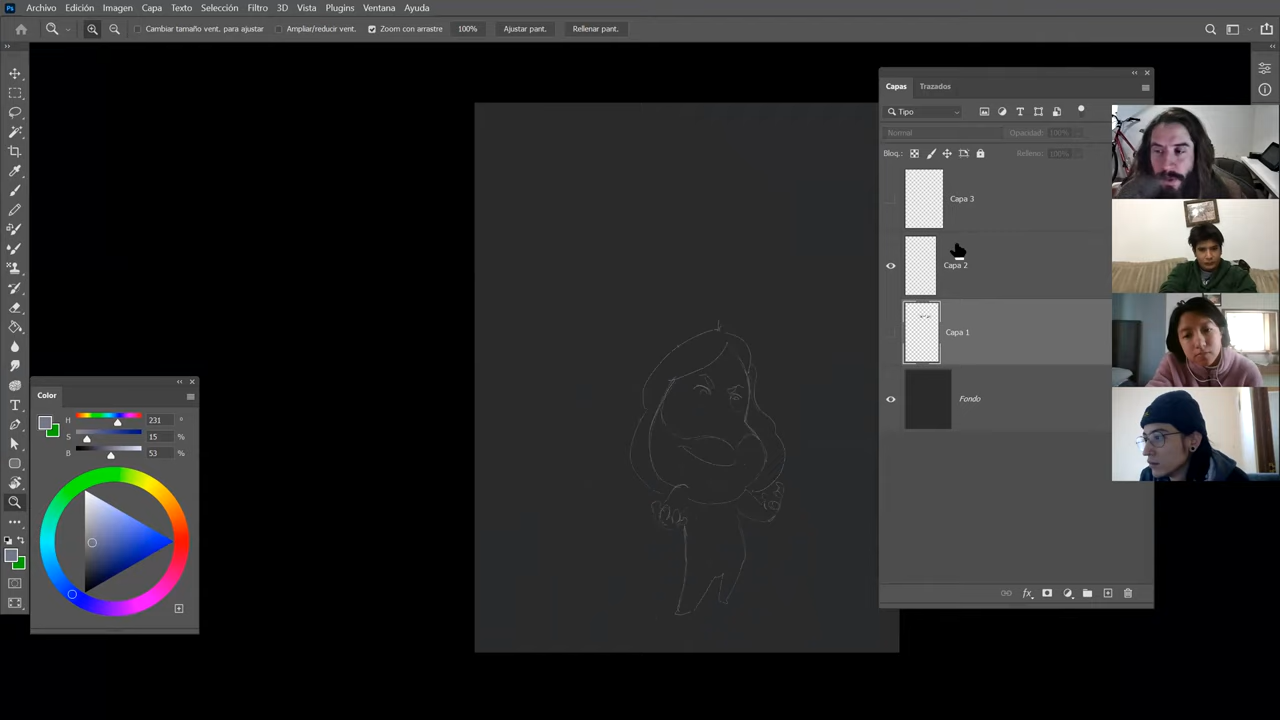 Ps Archivo Edición Imagen Capa Texto Selección Filtro 3D Vista Plugins Ventana Ayuda
Cambiar tamaño vent. para ajustar Ampliar/reducir vent. Zoom con arrastre 100% Ajustar pant. Rellenar pant.
Capas Trazados
Tipo
Normal Opacidad: 100%
Bloq.: Relleno: 100%
Capa 3
Capa 2
Capa 1
Fondo
Color
H 231 °
S 15 %
B 53 %